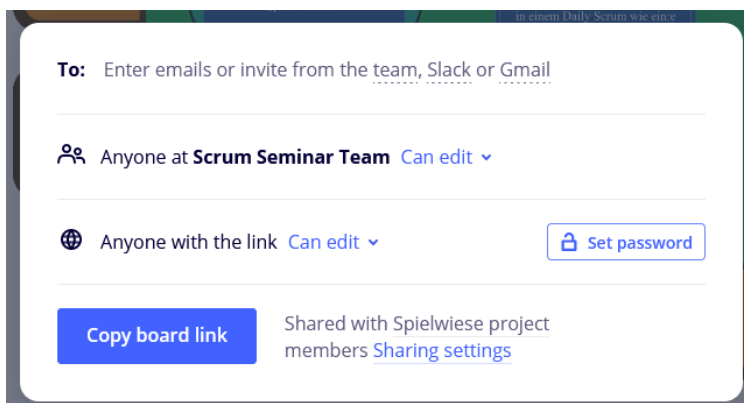 in einem Daily Scrum wie ein:e
To: Enter emails or invite from the team, Slack or Gmail
Anyone at Scrum Seminar Team Can edit
Anyone with the link Can edit
Set password
Copy board link
Shared with Spielwiese project
members Sharing settings